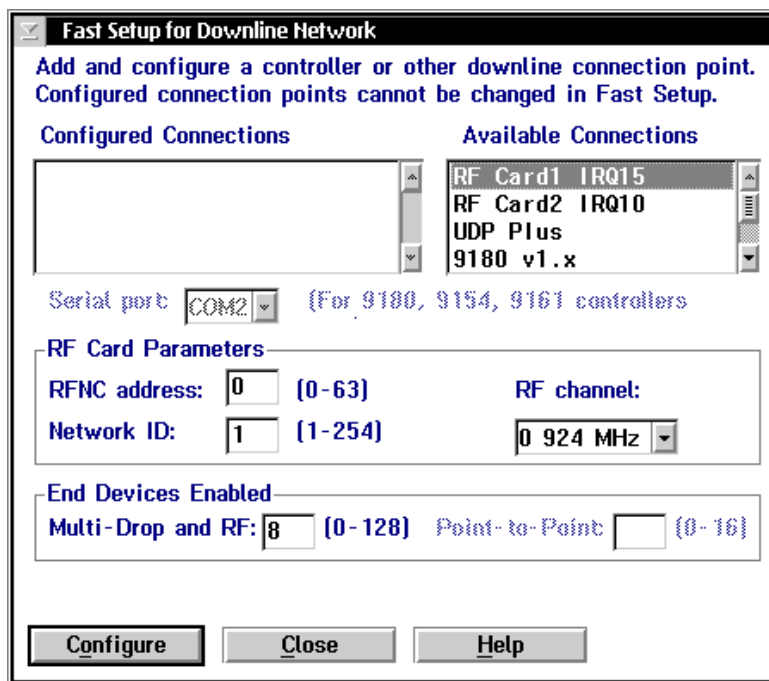 Fast Setup for Downline Network
Add and configure a controller or other downline connection point.
Configured connection points cannot be changed in Fast Setup.
Configured Connections
Available Connections
RF Card1 IRQ15
RF Card2 IRQ10
UDP Plus
9180 v1.x
Serial port: COM2 (For 9180, 9154, 9161 controllers
RF Card Parameters
RFNC address: 0 (0-63) RF channel:
Network ID: 1 (1-254) 0 924 MHz
End Devices Enabled
Multi-Drop and RF: 8 (0-128) Point-to-Point: (0-16)
Configure Close Help